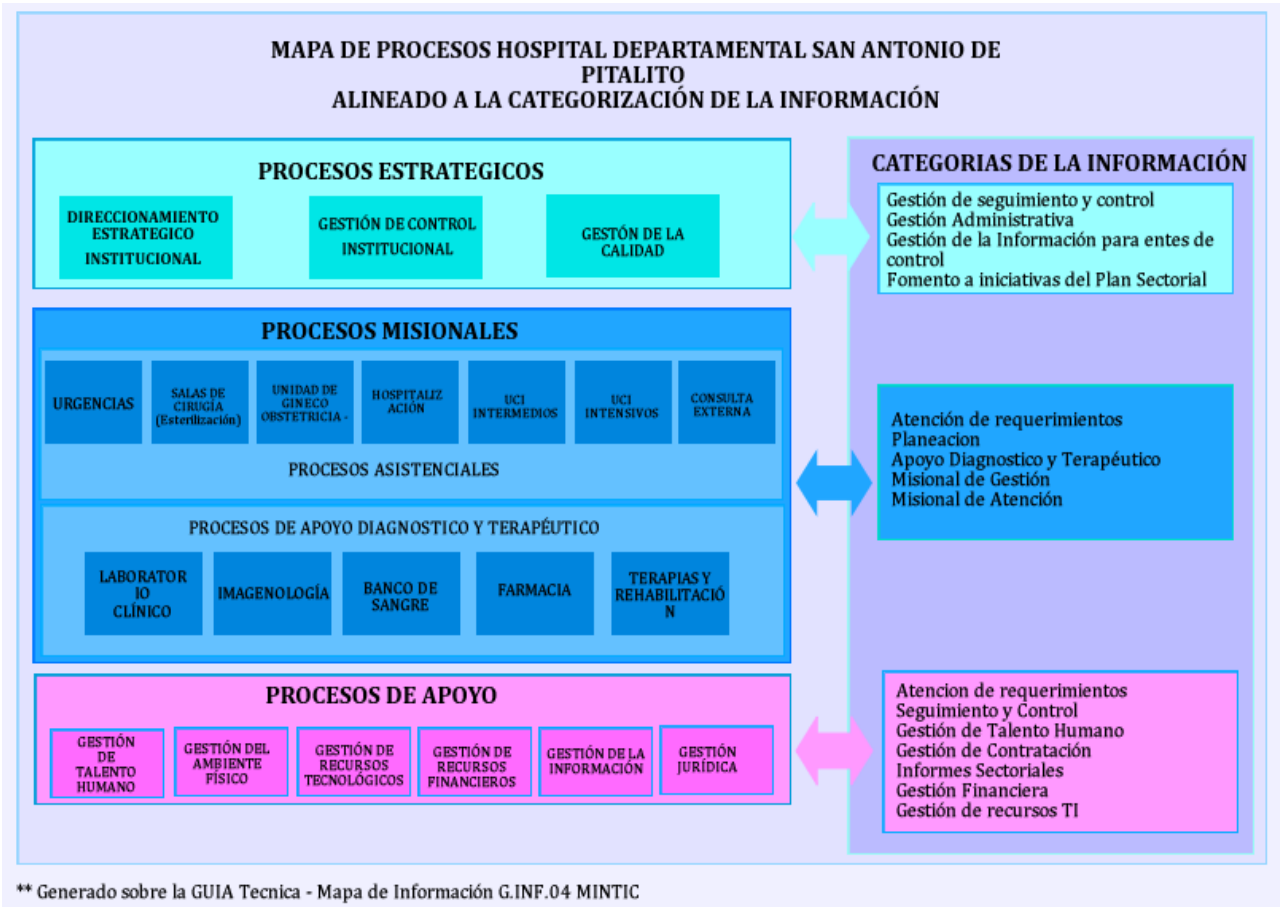 MAPA DE PROCESOS HOSPITAL DEPARTAMENTAL SAN ANTONIO DE
PITALITO
ALINEADO A LA CATEGORIZACIÓN DE LA INFORMACIÓN
PROCESOS ESTRATEGICOS
DIRECCIONAMIENTO
ESTRATEGICO
INSTITUCIONAL
GESTIÓN DE CONTROL
INSTITUCIONAL
GESTÓN DE LA
CALIDAD
CATEGORIAS DE LA INFORMACIÓN
Gestión de seguimiento y control
Gestión Administrativa
Gestión de la Información para entes de
control
Fomento a iniciativas del Plan Sectorial
PROCESOS MISIONALES
URGENCIAS
SALAS DE
CIRUGÍA
(Esterilización)
UNIDAD DE
GINECO
OBSTETRICIA -
HOSPITALIZ
ACIÓN
UCI
INTERMEDIOS
UCI
INTENSIVOS
CONSULTA
EXTERNA
PROCESOS ASISTENCIALES
PROCESOS DE APOYO DIAGNOSTICO Y TERAPÉUTICO
LABORATOR
IO
CLÍNICO
IMAGENOLOGÍA
BANCO DE
SANGRE
FARMACIA
TERAPIAS Y
REHABILITACIÓ
N
Atención de requerimientos
Planeacion
Apoyo Diagnostico y Terapéutico
Misional de Gestión
Misional de Atención
PROCESOS DE APOYO
GESTIÓN
DE
TALENTO
HUMANO
GESTIÓN DEL
AMBIENTE
FÍSICO
GESTIÓN DE
RECURSOS
TECNOLÓGICOS
GESTIÓN DE
RECURSOS
FINANCIEROS
GESTIÓN DE LA
INFORMACIÓN
GESTIÓN
JURÍDICA
Atencion de requerimientos
Seguimiento y Control
Gestión de Talento Humano
Gestión de Contratación
Informes Sectoriales
Gestión Financiera
Gestión de recursos TI
** Generado sobre la GUIA Tecnica - Mapa de Información G.INF.04 MINTIC